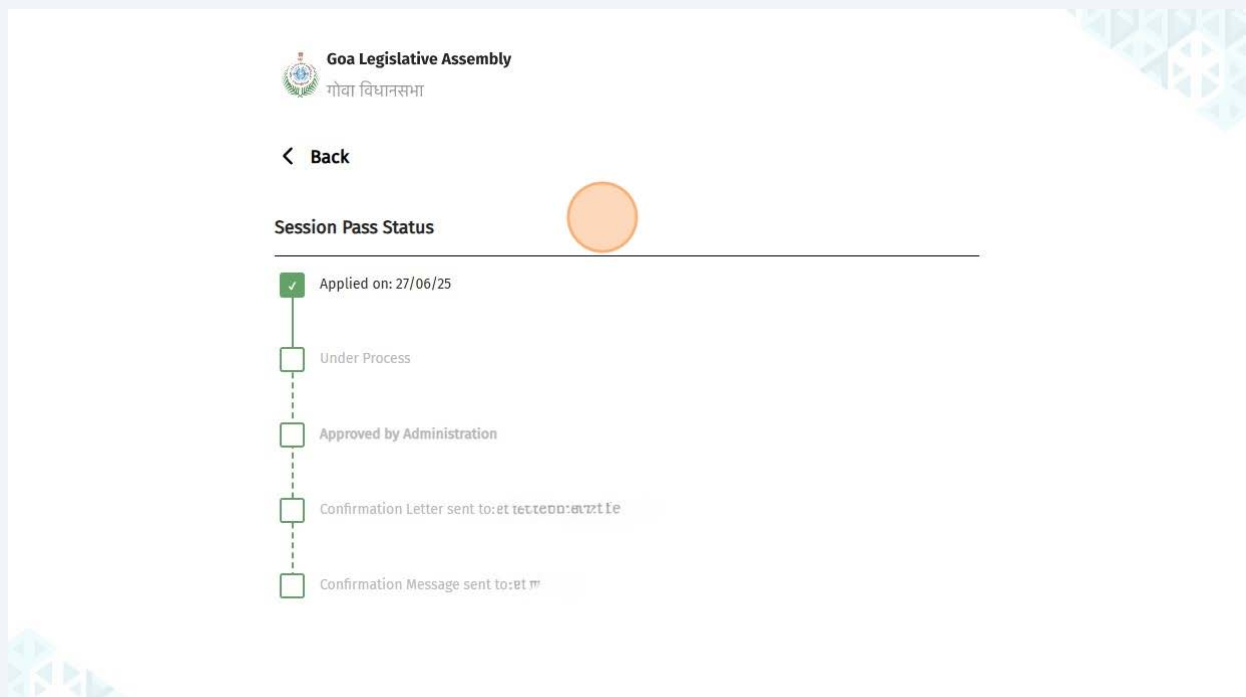 Goa Legislative Assembly
गोवा विधानसभा
Back
Session Pass Status
Applied on: 27/06/25
Under Process
Approved by Administration
Confirmation Letter sent to:
Confirmation Message sent to: